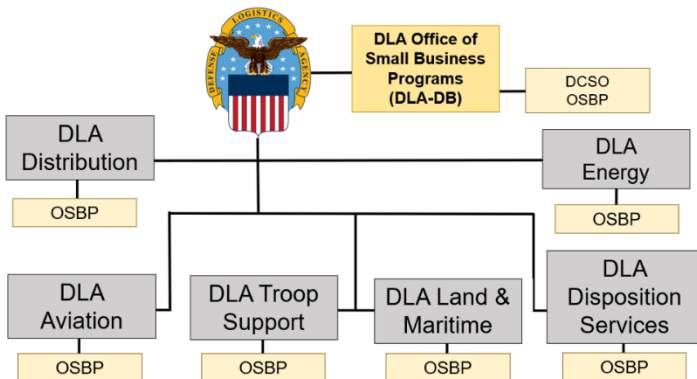 LOGISTICS
DEFENSE
AGENCY
DLA Office of
Small Business
Programs
(DLA-DB)
DCSO
OSBP
DLA
Distribution
OSBP
DLA
Energy
OSBP
DLA
Aviation
OSBP
DLA Troop
Support
OSBP
DLA Land &
Maritime
OSBP
DLA
Disposition
Services
OSBP